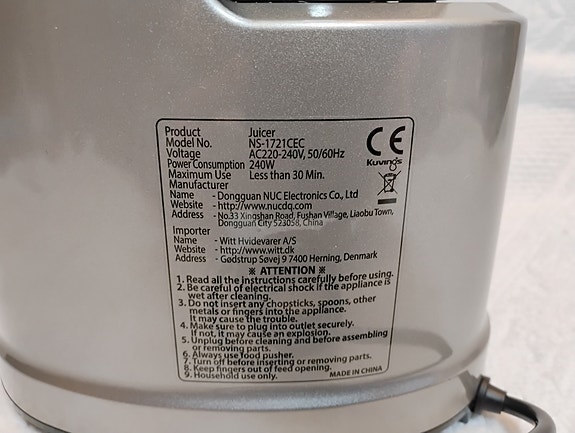 Product Juicer
Model No. NS-1721CEC
Voltage AC220-240V, 50/60Hz
Power Consumption 240W
Maximum Use Less than 30 Min.
CE
Kuvings
Manufacturer
Name - Dongguan NUC Electronics Co., Ltd
Website - http://www.nucdq.com
Address - No.33 Xingshan Road, Fushan Village, Liaobu Town,
Dongguan City 523058, China
Importer
Name - Witt Hvidevarer A/S
Website - http://www.witt.dk
Address - Gødstrup Søvej 9 7400 Herning, Denmark
※ ATTENTION ※
1. Read all the instructions carefully before using.
2. Be careful of electrical shock if the appliance is
wet after cleaning.
3. Do not insert any chopsticks, spoons, other
metals or fingers into the appliance.
It may cause the trouble.
4. Make sure to plug into outlet securely.
If not, it may cause an explosion.
5. Unplug before cleaning and before assembling
or removing parts.
6. Always use food pusher.
7. Turn off before inserting or removing parts.
8. Keep fingers out of feed opening.
9. Household use only.
MADE IN CHINA